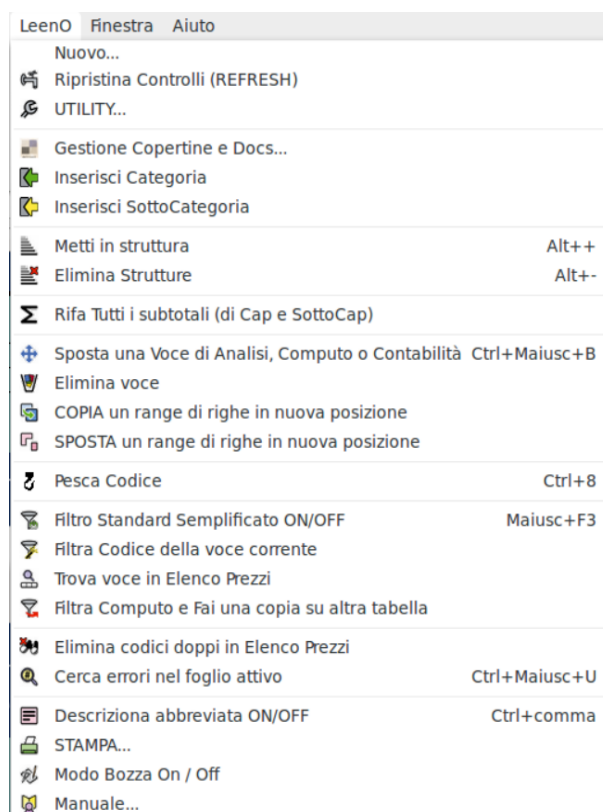 LeenO Finestra Aiuto
Nuovo...
Ripristina Controlli (REFRESH)
UTILITY...
Gestione Copertine e Docs...
Inserisci Categoria
Inserisci SottoCategoria
Metti in struttura Alt++
Elimina Strutture Alt+-
Rifa Tutti i subtotali (di Cap e SottoCap)
Sposta una Voce di Analisi, Computo o Contabilità Ctrl+Maiusc+B
Elimina voce
COPIA un range di righe in nuova posizione
SPOSTA un range di righe in nuova posizione
Pesca Codice Ctrl+8
Filtro Standard Semplificato ON/OFF Maiusc+F3
Filtra Codice della voce corrente
Trova voce in Elenco Prezzi
Filtra Computo e Fai una copia su altra tabella
Elimina codici doppi in Elenco Prezzi
Cerca errori nel foglio attivo Ctrl+Maiusc+U
Descriziona abbreviata ON/OFF Ctrl+comma
STAMPA...
Modo Bozza On / Off
Manuale...